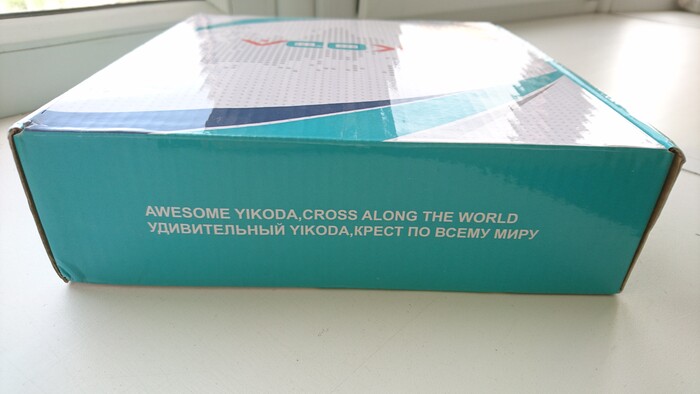 AWESOME YIKODA,CROSS ALONG THE WORLD
УДИВИТЕЛЬНЫЙ YIKODA,КРЕСТ ПО ВСЕМУ МИРУ